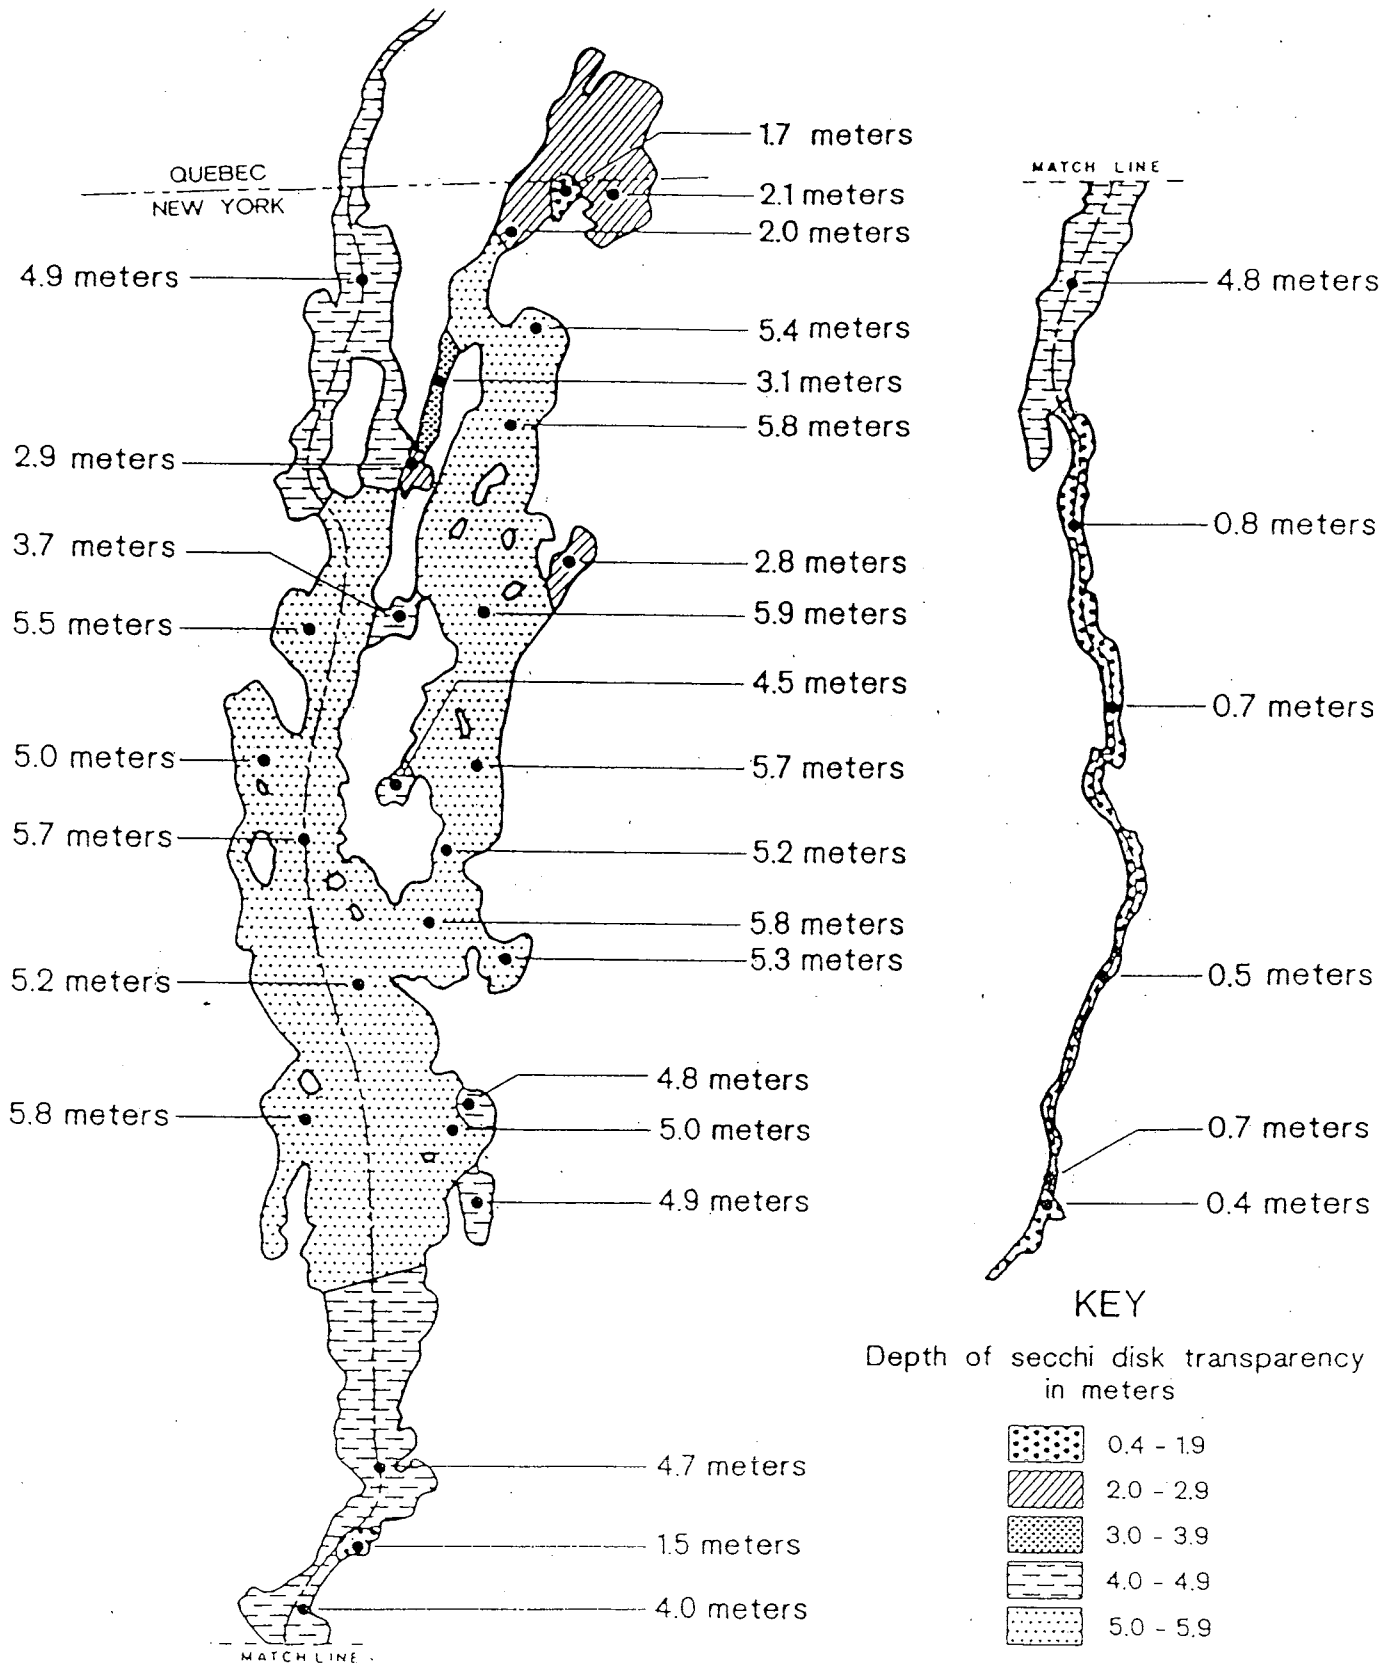 QUEBEC
NEW YORK
4.9 meters
2.9 meters
3.7 meters
5.5 meters
5.0 meters
5.7 meters
5.2 meters
5.8 meters
1.7 meters
2.1 meters
2.0 meters
5.4 meters
3.1 meters
5.8 meters
2.8 meters
5.9 meters
4.5 meters
5.7 meters
5.2 meters
5.8 meters
5.3 meters
4.8 meters
5.0 meters
4.9 meters
4.7 meters
1.5 meters
4.0 meters
MATCH LINE
MATCH LINE
4.8 meters
0.8 meters
0.7 meters
0.5 meters
0.7 meters
0.4 meters
KEY
Depth of secchi disk transparency
in meters
0.4 - 1.9
2.0 - 2.9
3.0 - 3.9
4.0 - 4.9
5.0 - 5.9